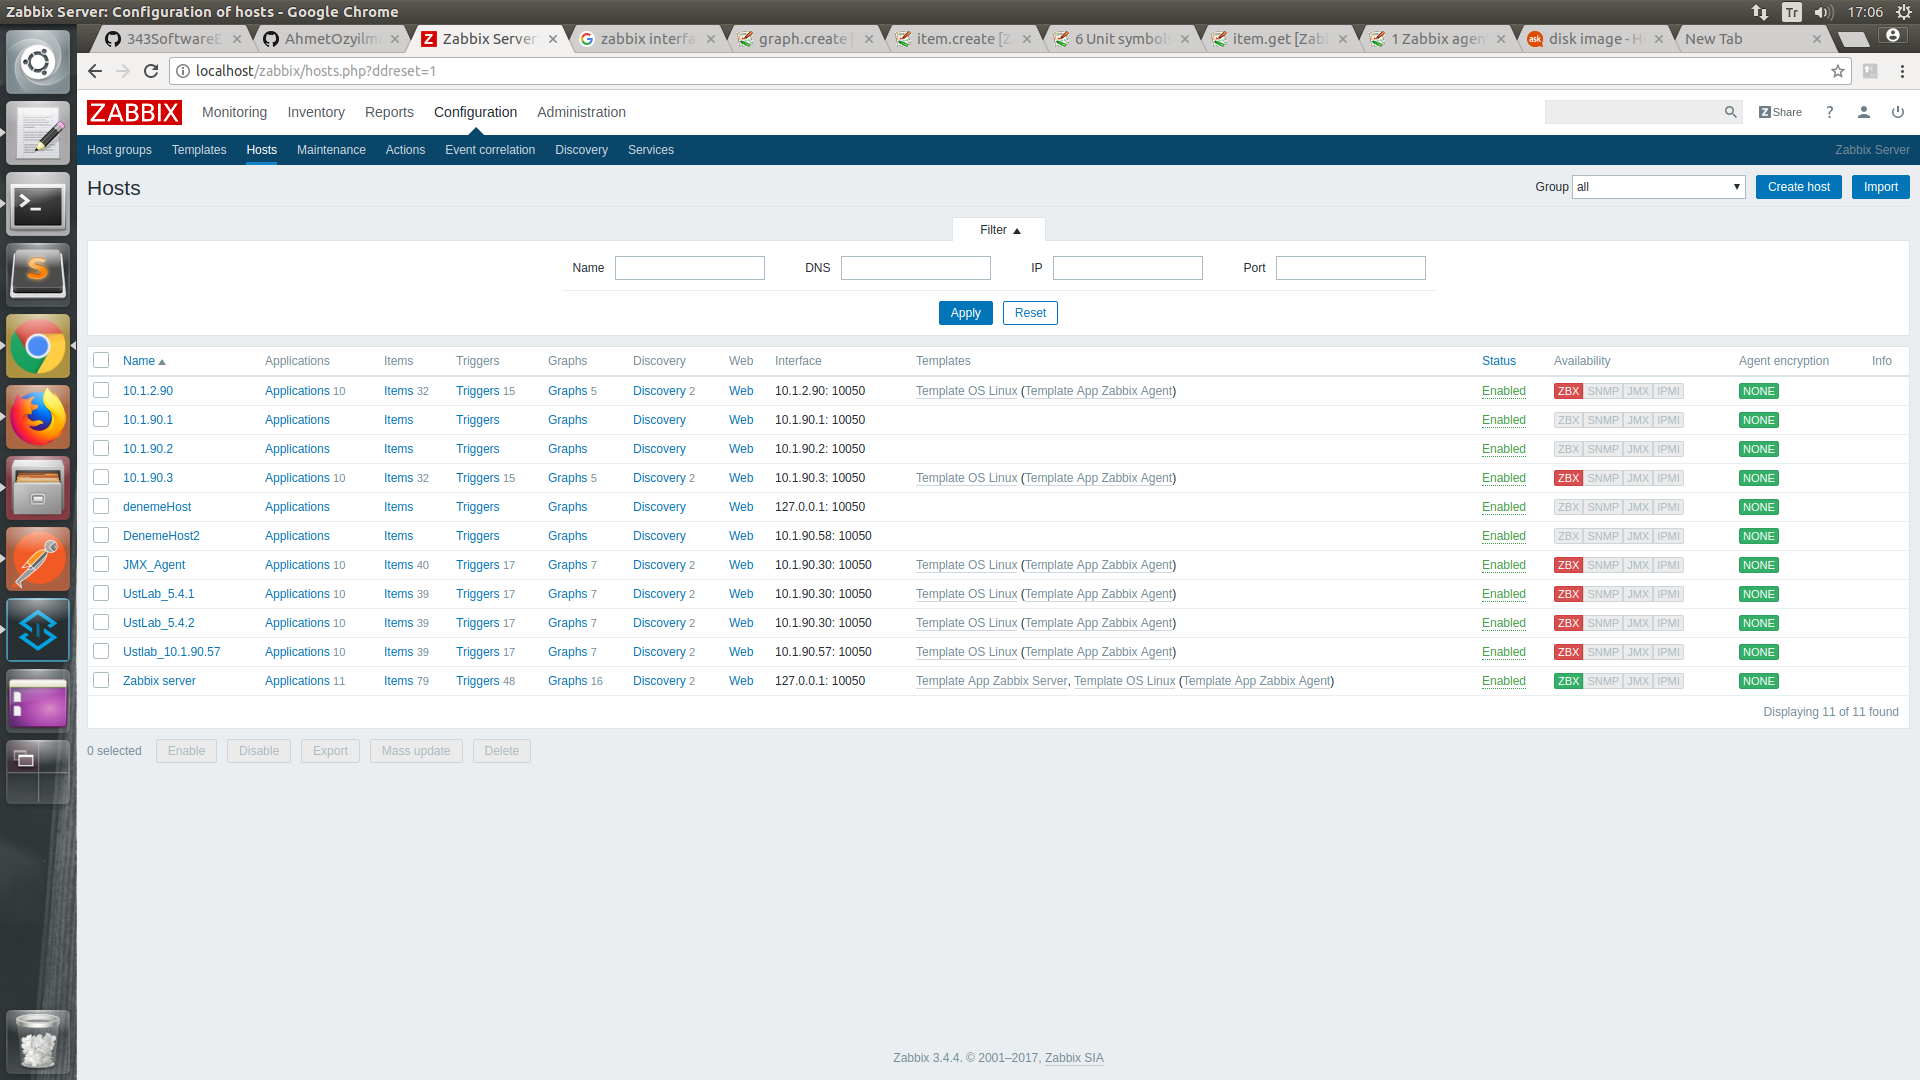 Zabbix Server: Configuration of hosts - Google Chrome
Tr
17:06
343SoftwareE
AhmetOzyilm
Zabbix Server
zabbix interfa
graph.create [
item.create [Z
6 Unit symbols
item.get [Zabb
1 Zabbix agen
ask disk image - H
New Tab
localhost/zabbix/hosts.php?ddreset=1
ZABBIX Monitoring Inventory Reports Configuration Administration Z Share ?
Host groups Templates Hosts Maintenance Actions Event correlation Discovery Services Zabbix Server
Hosts Group all Create host Import
Filter
Name DNS IP Port
Apply Reset
Name Applications Items Triggers Graphs Discovery Web Interface Templates Status Availability Agent encryption Info
10.1.2.90 Applications 10 Items 32 Triggers 15 Graphs 5 Discovery 2 Web 10.1.2.90: 10050 Template OS Linux (Template App Zabbix Agent) Enabled ZBX SNMP JMX IPMI NONE
10.1.90.1 Applications Items Triggers Graphs Discovery Web 10.1.90.1: 10050 Enabled ZBX SNMP JMX IPMI NONE
10.1.90.2 Applications Items Triggers Graphs Discovery Web 10.1.90.2: 10050 Enabled ZBX SNMP JMX IPMI NONE
10.1.90.3 Applications 10 Items 32 Triggers 15 Graphs 5 Discovery 2 Web 10.1.90.3: 10050 Template OS Linux (Template App Zabbix Agent) Enabled ZBX SNMP JMX IPMI NONE
denemeHost Applications Items Triggers Graphs Discovery Web 127.0.0.1: 10050 Enabled ZBX SNMP JMX IPMI NONE
DenemeHost2 Applications Items Triggers Graphs Discovery Web 10.1.90.58: 10050 Enabled ZBX SNMP JMX IPMI NONE
JMX_Agent Applications 10 Items 40 Triggers 17 Graphs 7 Discovery 2 Web 10.1.90.30: 10050 Template OS Linux (Template App Zabbix Agent) Enabled ZBX SNMP JMX IPMI NONE
UstLab_5.4.1 Applications 10 Items 39 Triggers 17 Graphs 7 Discovery 2 Web 10.1.90.30: 10050 Template OS Linux (Template App Zabbix Agent) Enabled ZBX SNMP JMX IPMI NONE
UstLab_5.4.2 Applications 10 Items 39 Triggers 17 Graphs 7 Discovery 2 Web 10.1.90.30: 10050 Template OS Linux (Template App Zabbix Agent) Enabled ZBX SNMP JMX IPMI NONE
Ustlab_10.1.90.57 Applications 10 Items 39 Triggers 17 Graphs 7 Discovery 2 Web 10.1.90.57: 10050 Template OS Linux (Template App Zabbix Agent) Enabled ZBX SNMP JMX IPMI NONE
Zabbix server Applications 11 Items 79 Triggers 48 Graphs 16 Discovery 2 Web 127.0.0.1: 10050 Template App Zabbix Server, Template OS Linux (Template App Zabbix Agent) Enabled ZBX SNMP JMX IPMI NONE
Displaying 11 of 11 found
0 selected Enable Disable Export Mass update Delete
Zabbix 3.4.4. © 2001–2017, Zabbix SIA